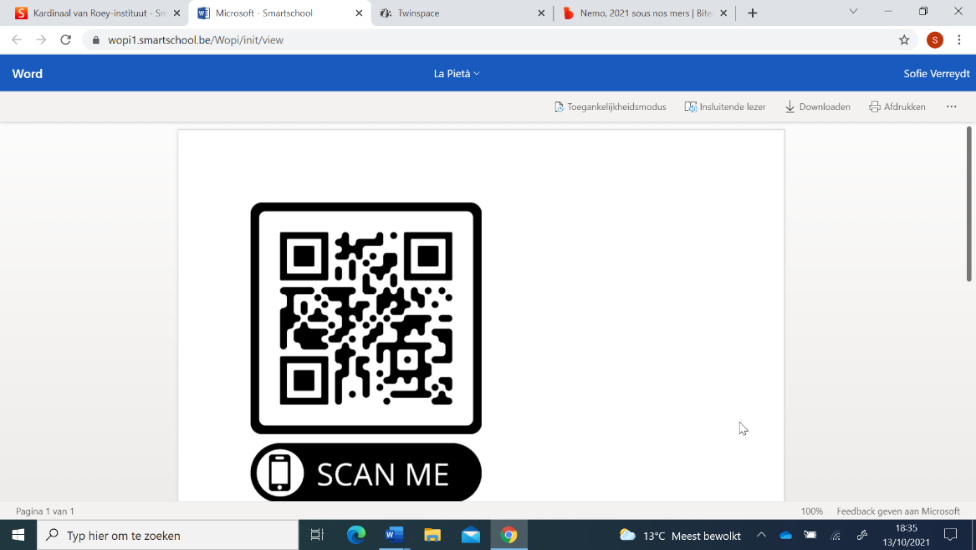 Kardinaal van Roey-instituut - Sm
Microsoft - Smartschool
Twinspace
Nemo, 2021 sous nos mers | Bite
wopi1.smartschool.be/Wopi/init/view
S
Word
La Pietà
Sofie Verreydt
Toegankelijkheidsmodus
Insluitende lezer
Downloaden
Afdrukken
SCAN ME
Pagina 1 van 1
100%
Feedback geven aan Microsoft
Typ hier om te zoeken
13°C Meest bewolkt
18:35
13/10/2021